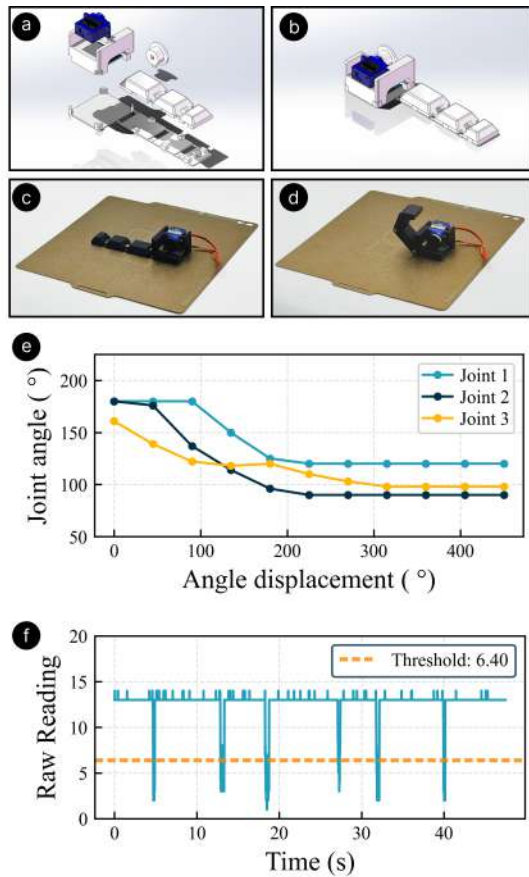 a
b
c
d
e
200
150
100
50
Joint angle (°)
Joint 1
Joint 2
Joint 3
0
100
200
300
400
Angle displacement (°)
f
20
15
10
5
0
Raw Reading
Threshold: 6.40
0
10
20
30
40
Time (s)